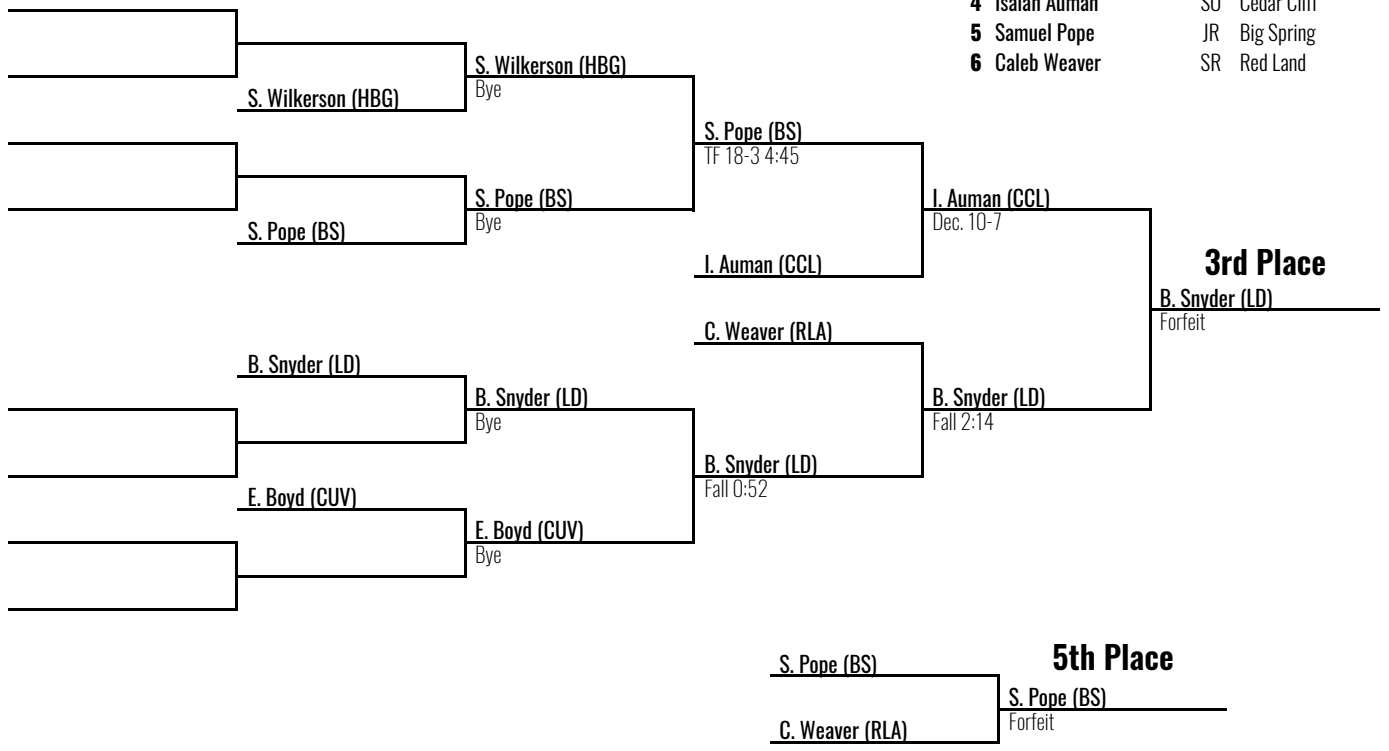 4 Isaiah Auman SO Cedar Cliff
5 Samuel Pope JR Big Spring
6 Caleb Weaver SR Red Land
S. Wilkerson (HBG)
S. Wilkerson (HBG)
Bye
S. Pope (BS)
S. Pope (BS)
Bye
S. Pope (BS)
TF 18-3 4:45
I. Auman (CCL)
I. Auman (CCL)
Dec. 10-7
C. Weaver (RLA)
B. Snyder (LD)
B. Snyder (LD)
Bye
E. Boyd (CUV)
E. Boyd (CUV)
Bye
B. Snyder (LD)
Fall 0:52
B. Snyder (LD)
Fall 2:14
3rd Place
B. Snyder (LD)
Forfeit
5th Place
S. Pope (BS)
C. Weaver (RLA)
S. Pope (BS)
Forfeit